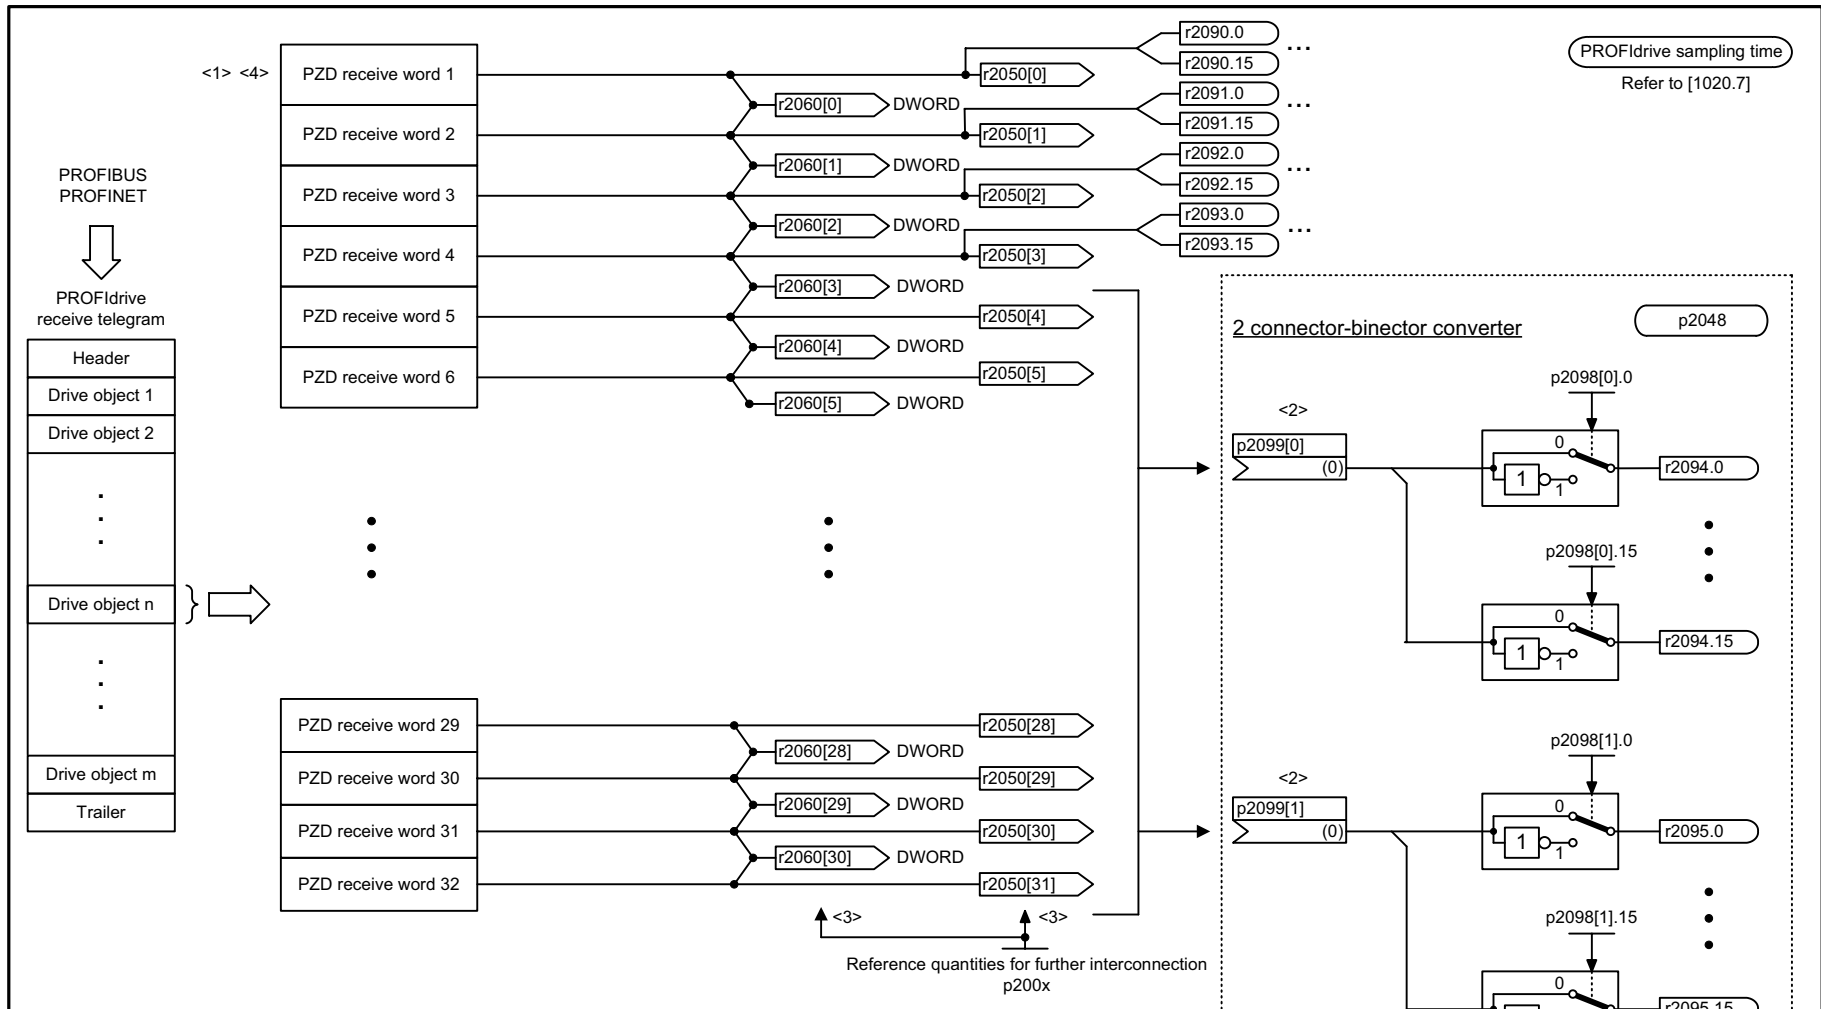 <1> <4>
PZD receive word 1
PZD receive word 2
PZD receive word 3
PZD receive word 4
PZD receive word 5
PZD receive word 6
PROFIBUS
PROFINET
PROFIdrive
receive telegram
Header
Drive object 1
Drive object 2
Drive object n
Drive object m
Trailer
PZD receive word 29
PZD receive word 30
PZD receive word 31
PZD receive word 32
r2060[0] DWORD
r2060[1] DWORD
r2060[2] DWORD
r2060[3] DWORD
r2060[4] DWORD
r2060[5] DWORD
r2060[28] DWORD
r2060[29] DWORD
r2060[30] DWORD
r2050[0]
r2050[1]
r2050[2]
r2050[3]
r2050[4]
r2050[5]
r2050[28]
r2050[29]
r2050[30]
r2050[31]
<3> <3>
Reference quantities for further interconnection
p200x
r2090.0
...
r2090.15
r2091.0
...
r2091.15
r2092.0
...
r2092.15
r2093.0
...
r2093.15
PROFIdrive sampling time
Refer to [1020.7]
2 connector-binector converter
p2048
p2098[0].0
<2>
p2099[0]
(0)
0
1
1
r2094.0
p2098[0].15
0
1
1
r2094.15
p2098[1].0
<2>
p2099[1]
(0)
0
1
1
r2095.0
p2098[1].15
0
r2095.15